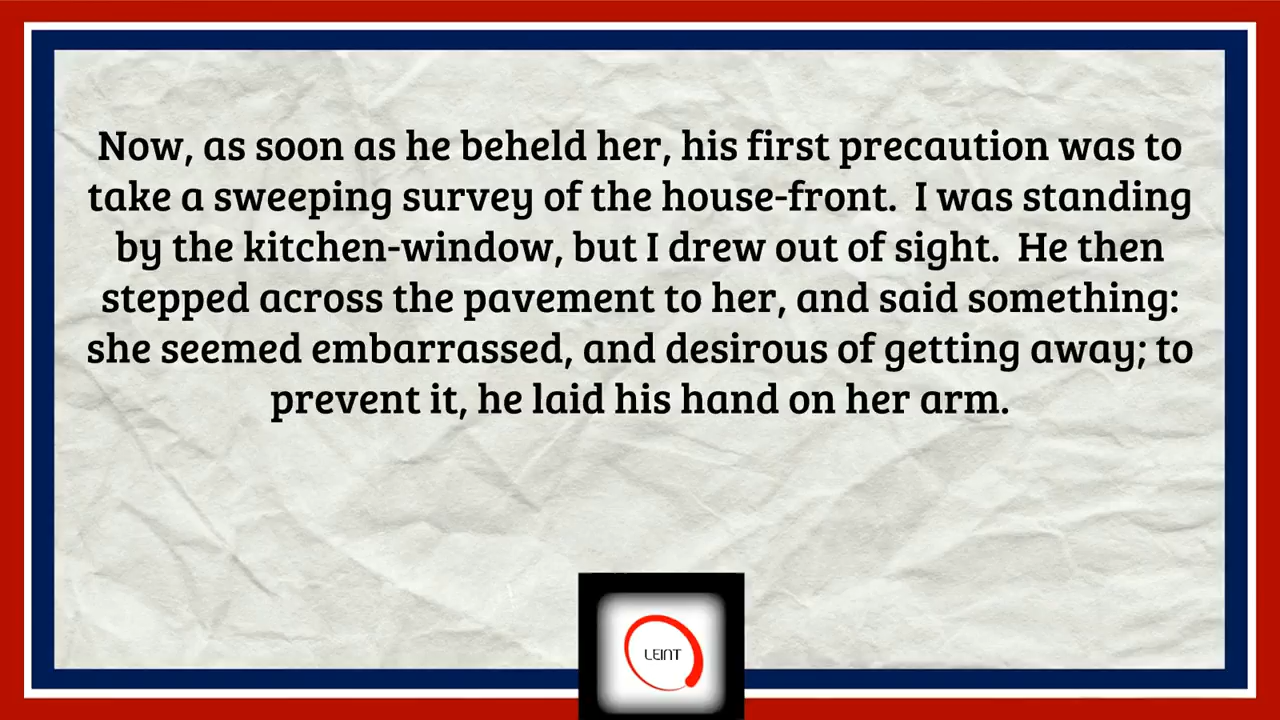 Now, as soon as he beheld her, his first precaution was to
take a sweeping survey of the house-front.  I was standing
by the kitchen-window, but I drew out of sight.  He then
stepped across the pavement to her, and said something:
she seemed embarrassed, and desirous of getting away; to
prevent it, he laid his hand on her arm.
LEINT